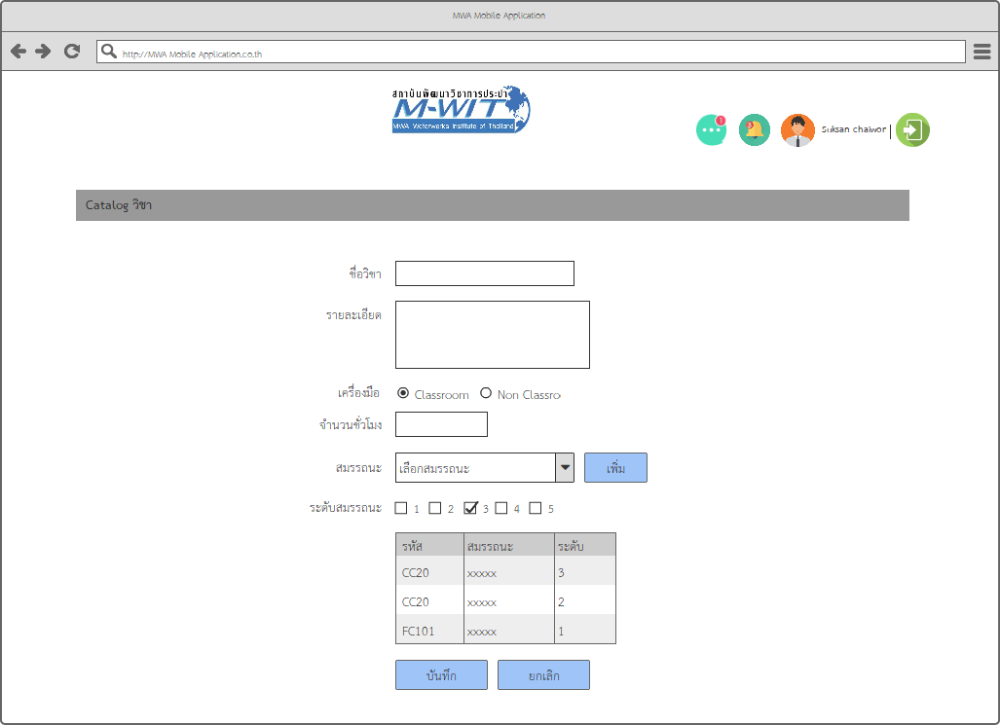 MWA Mobile Application
http://MWA Mobile Application.co.th
สถาบันพัฒนาวิชาการประปา
M-WIT
MWA Waterworks Institute of Thailand
1
Suksan chaiwor
Catalog วิชา
ชื่อวิชา
รายละเอียด
เครื่องมือ Classroom Non Classro
จำนวนชั่วโมง
สมรรถนะ เลือกสมรรถนะ เพิ่ม
ระดับสมรรถนะ 1 2 3 4 5
รหัส สมรรถนะ ระดับ
CC20 xxxxx 3
CC20 xxxxx 2
FC101 xxxxx 1
บันทึก ยกเลิก